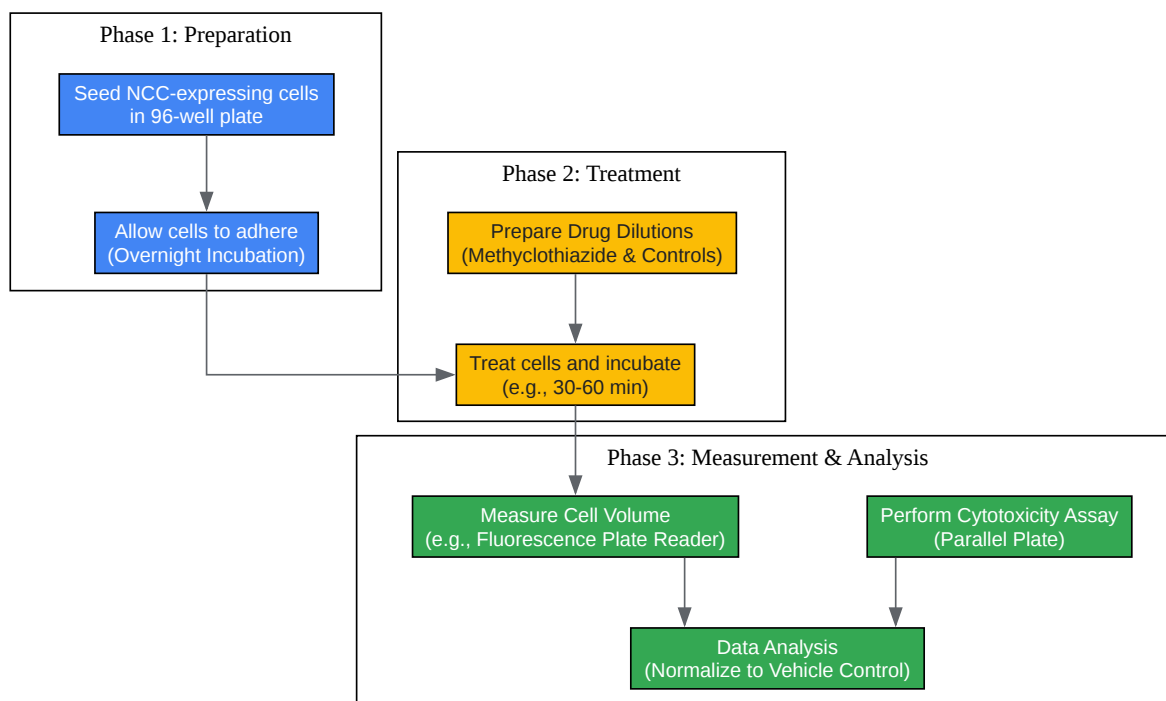 Phase 1: Preparation
Seed NCC-expressing cells
in 96-well plate
Allow cells to adhere
(Overnight Incubation)
Phase 2: Treatment
Prepare Drug Dilutions
(Methyclothiazide & Controls)
Treat cells and incubate
(e.g., 30-60 min)
Phase 3: Measurement & Analysis
Measure Cell Volume
(e.g., Fluorescence Plate Reader)
Perform Cytotoxicity Assay
(Parallel Plate)
Data Analysis
(Normalize to Vehicle Control)